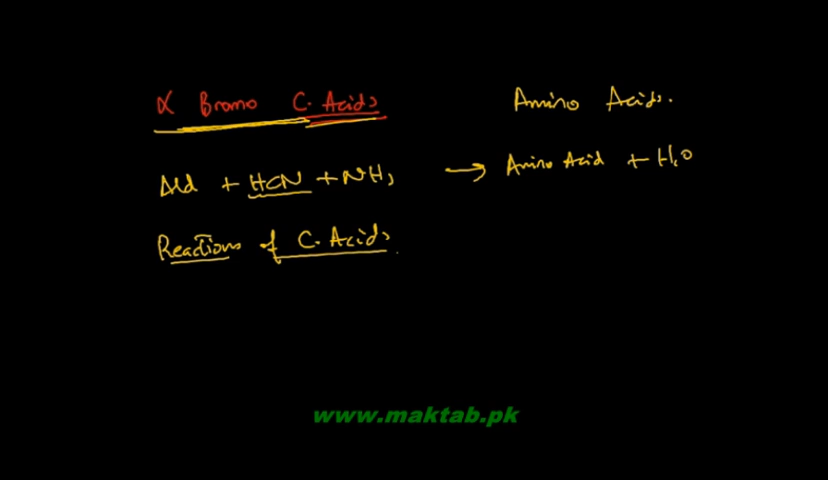 α Bromo C. Acids
Amino Acids.
Ald + HCN + NH3 → Amino Acid + H2O
Reactions of C. Acids.
www.maktab.pk